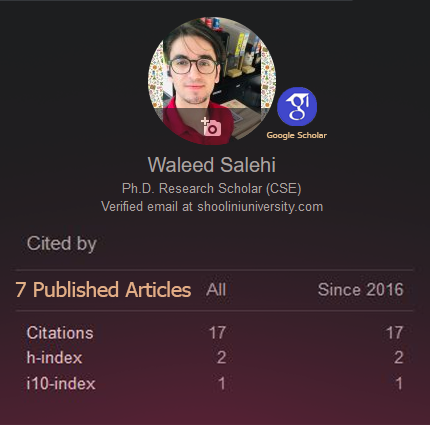 Google Scholar
Waleed Salehi
Ph.D. Research Scholar (CSE)
Verified email at shooliniuniversity.com
Cited by
7 Published Articles All Since 2016
Citations 17 17
h-index 2 2
i10-index 1 1